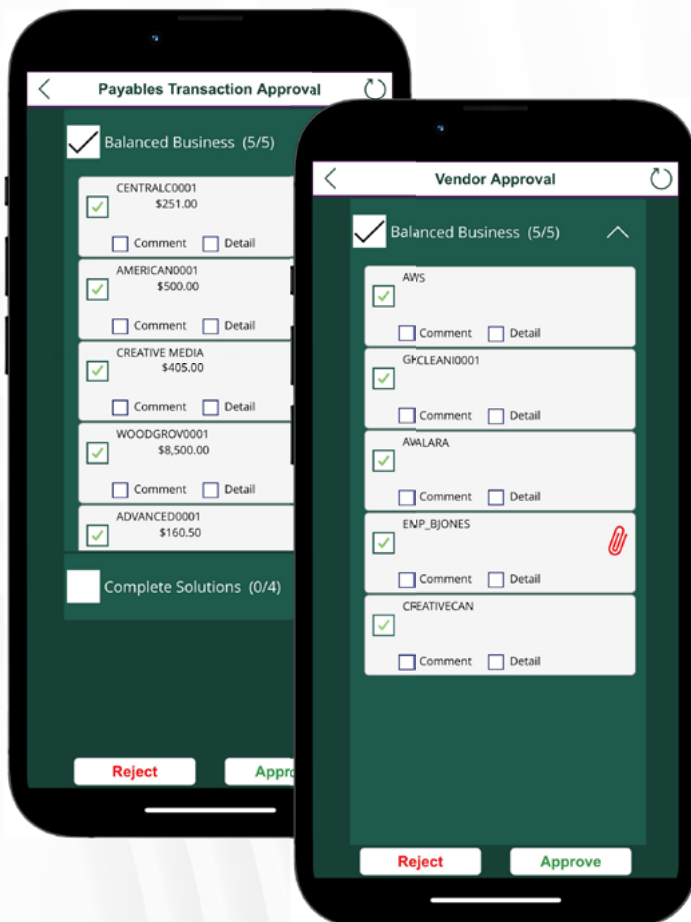 Payables Transaction Approval
Balanced Business (5/5)
CENTRALC0001
$251.00
Comment Detail
AMERICAN0001
$500.00
Comment Detail
CREATIVE MEDIA
$405.00
Comment Detail
WOODGROV0001
$8,500.00
Comment Detail
ADVANCED0001
$160.50
Complete Solutions (0/4)
Reject
Vendor Approval
Balanced Business (5/5)
AWS
Comment Detail
Comment Detail
AVALARA
Comment Detail
EMP_BJONES
Comment Detail
CREATIVECAN
Comment Detail
Reject Approve